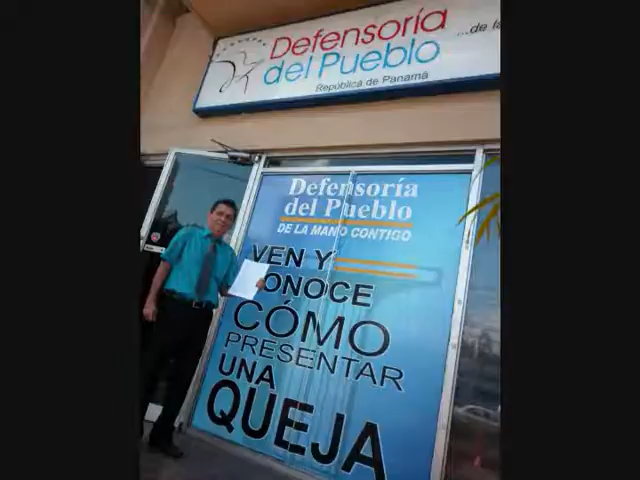 Defensoría
del Pueblo
República de Panamá
...de la
Defensoría
del Pueblo
DE LA MANO CONTIGO
VEN Y
CONOCE
CÓMO
PRESENTAR
UNA
QUEJA